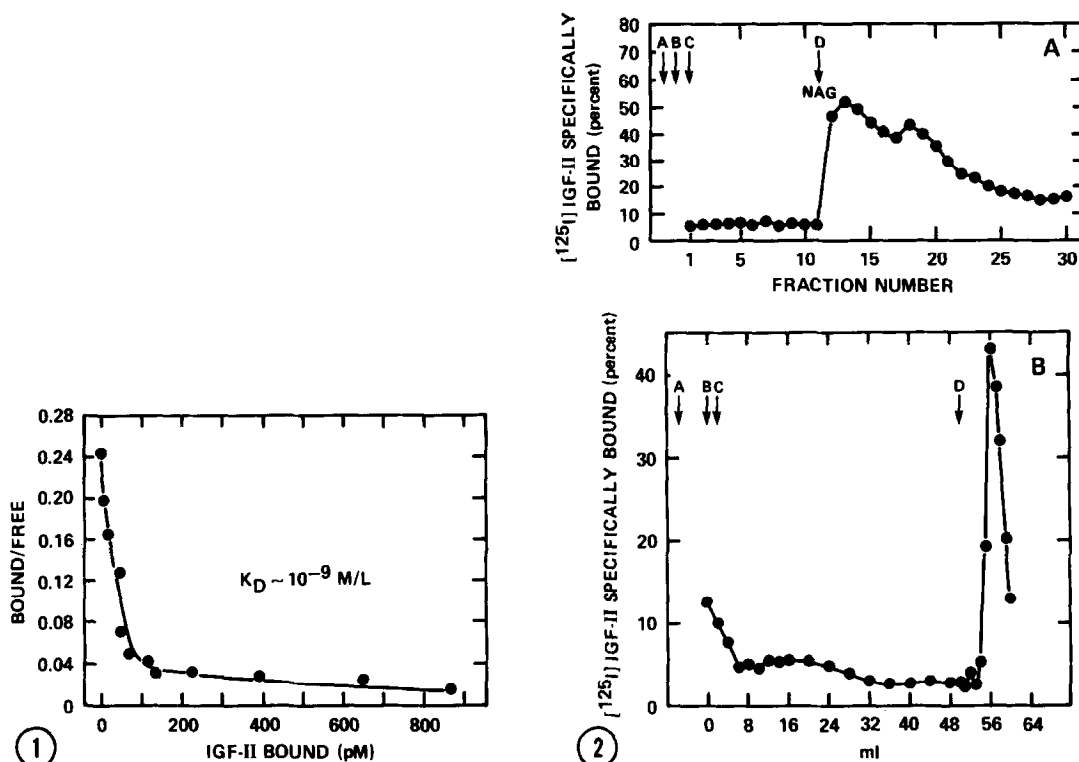 0.28
0.24
0.20
0.16
0.12
0.08
0.04
0
BOUND/FREE
K_D ~ 10⁻⁹ M/L
0 200 400 600 800
IGF-II BOUND (pM)
1
[¹²⁵I] IGF-II SPECIFICALLY
BOUND (percent)
80
70
60
50
40
30
20
10
0
A B C
D
NAG
A
1 5 10 15 20 25 30
FRACTION NUMBER
[¹²⁵I] IGF-II SPECIFICALLY BOUND (percent)
40
30
20
10
0
A
B C
D
B
0 8 16 24 32 40 48 56 64
ml
2